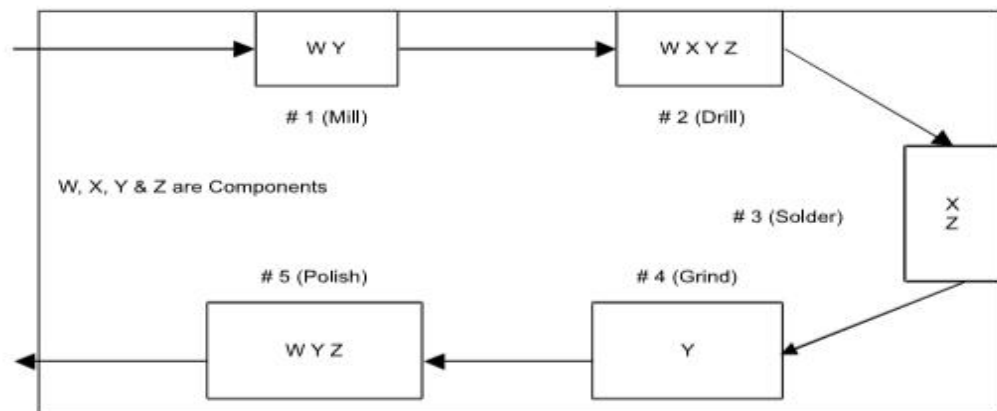 W Y
W X Y Z
# 1 (Mill)
# 2 (Drill)
W, X, Y & Z are Components
# 3 (Solder)
X
Z
# 5 (Polish)
# 4 (Grind)
W Y Z
Y